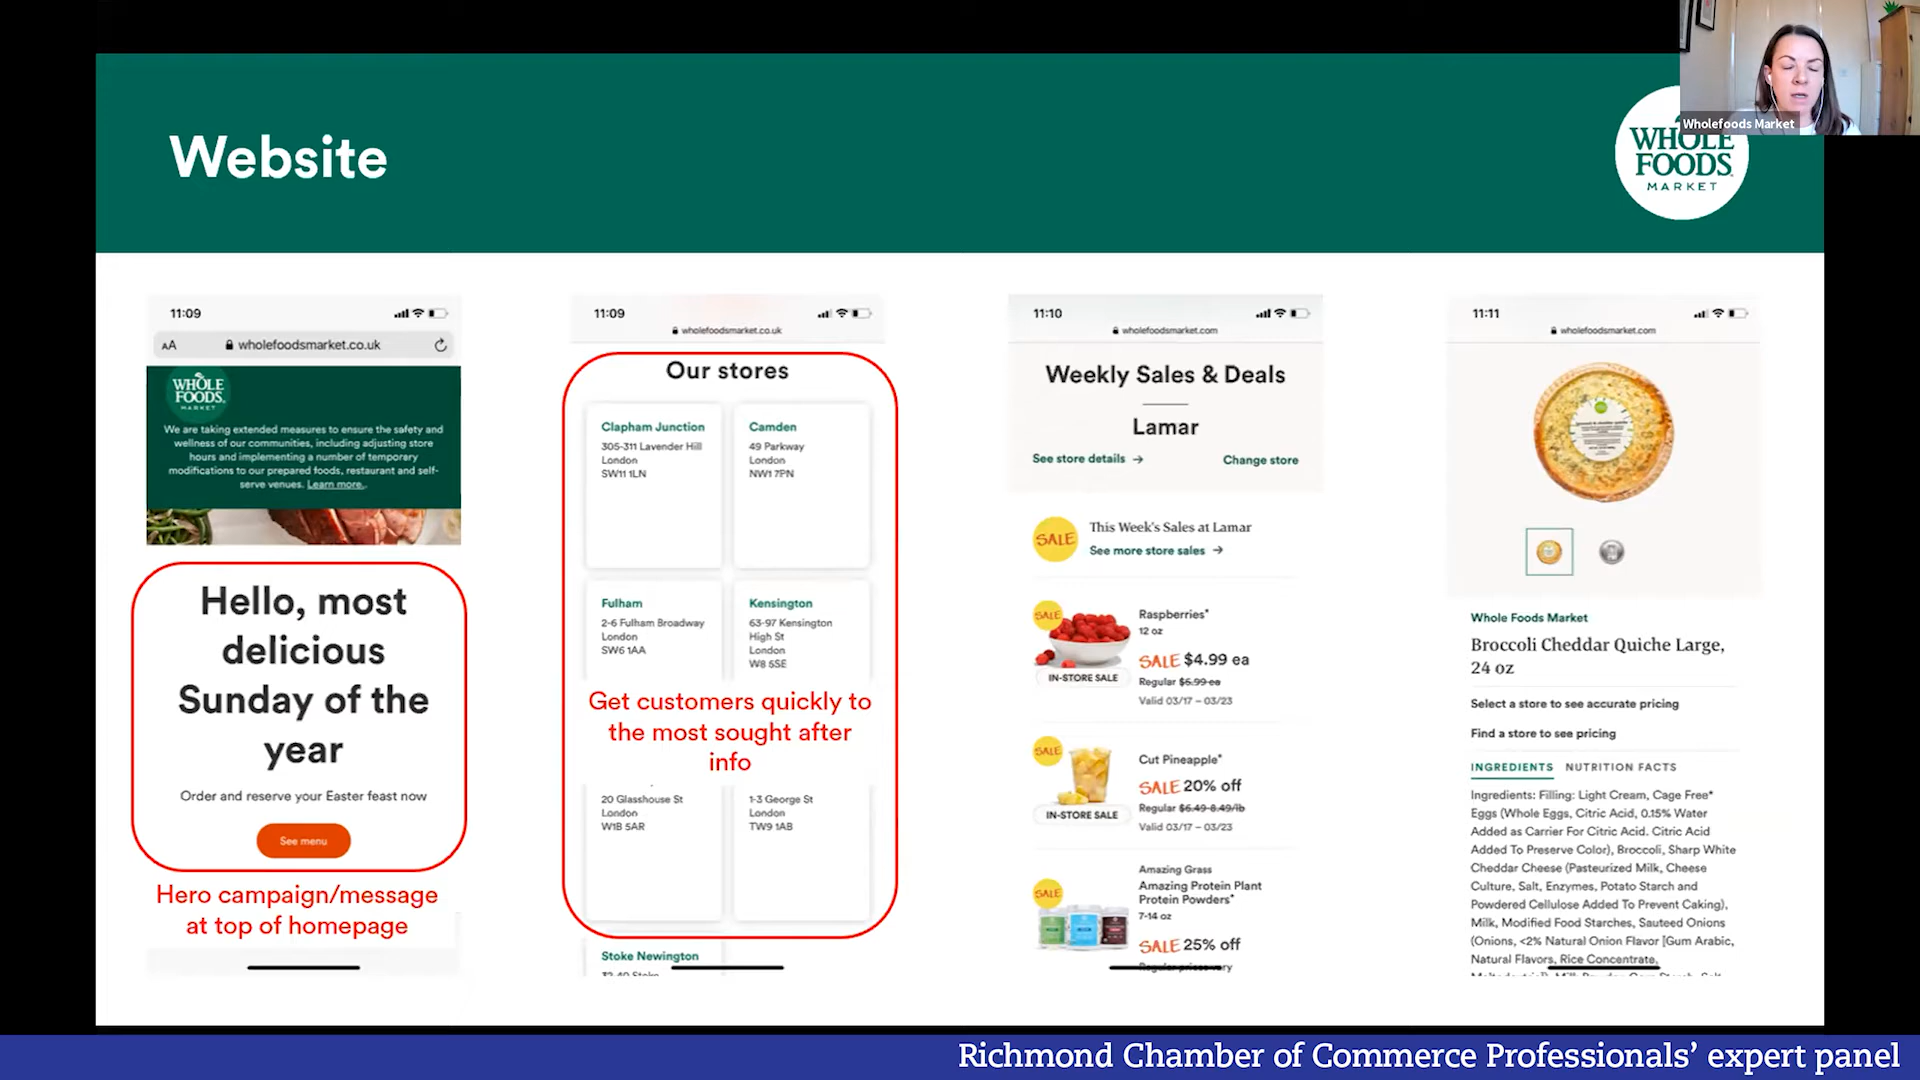 Wholefoods Market
Website
WHOLE
FOODS
MARKET
11:09
AA wholefoodsmarket.co.uk
WHOLE
FOODS
MARKET
We are taking extended measures to ensure the safety and
wellness of our communities, including adjusting store
hours and implementing a number of temporary
modifications to our prepared foods, restaurant and self-
serve venues. Learn more.
Hello, most
delicious
Sunday of the
year
Order and reserve your Easter feast now
See menu
Hero campaign/message
at top of homepage
11:09
wholefoodsmarket.co.uk
Our stores
Clapham Junction
305-311 Lavender Hill
London
SW11 1LN
Camden
49 Parkway
London
NW1 7PN
Fulham
2-6 Fulham Broadway
London
SW6 1AA
Kensington
63-97 Kensington
High St
London
W8 5SE
Get customers quickly to
the most sought after
info
20 Glasshouse St
London
W1B 5AR
1-3 George St
London
TW9 1AB
Stoke Newington
11:10
wholefoodsmarket.com
Weekly Sales & Deals
Lamar
See store details →
Change store
SALE
This Week's Sales at Lamar
See more store sales →
SALE
IN-STORE SALE
Raspberries*
12 oz
SALE $4.99 ea
Regular $6.99 ea
Valid 03/17 – 03/23
SALE
IN-STORE SALE
Cut Pineapple*
SALE 20% off
Regular $6.49-8.49/lb
Valid 03/17 – 03/23
SALE
Amazing Grass
Amazing Protein Plant
Protein Powders*
7-14 oz
SALE 25% off
Regular prices vary
11:11
wholefoodsmarket.com
Whole Foods Market
Broccoli Cheddar Quiche Large,
24 oz
Select a store to see accurate pricing
Find a store to see pricing
INGREDIENTS NUTRITION FACTS
Ingredients: Filling: Light Cream, Cage Free*
Eggs (Whole Eggs, Citric Acid, 0.15% Water
Added as Carrier For Citric Acid. Citric Acid
Added To Preserve Color), Broccoli, Sharp White
Cheddar Cheese (Pasteurized Milk, Cheese
Culture, Salt, Enzymes, Potato Starch and
Powdered Cellulose Added To Prevent Caking),
Milk, Modified Food Starches, Sauteed Onions
(Onions, <2% Natural Onion Flavor [Gum Arabic,
Natural Flavors, Rice Concentrate,
Richmond Chamber of Commerce Professionals' expert panel